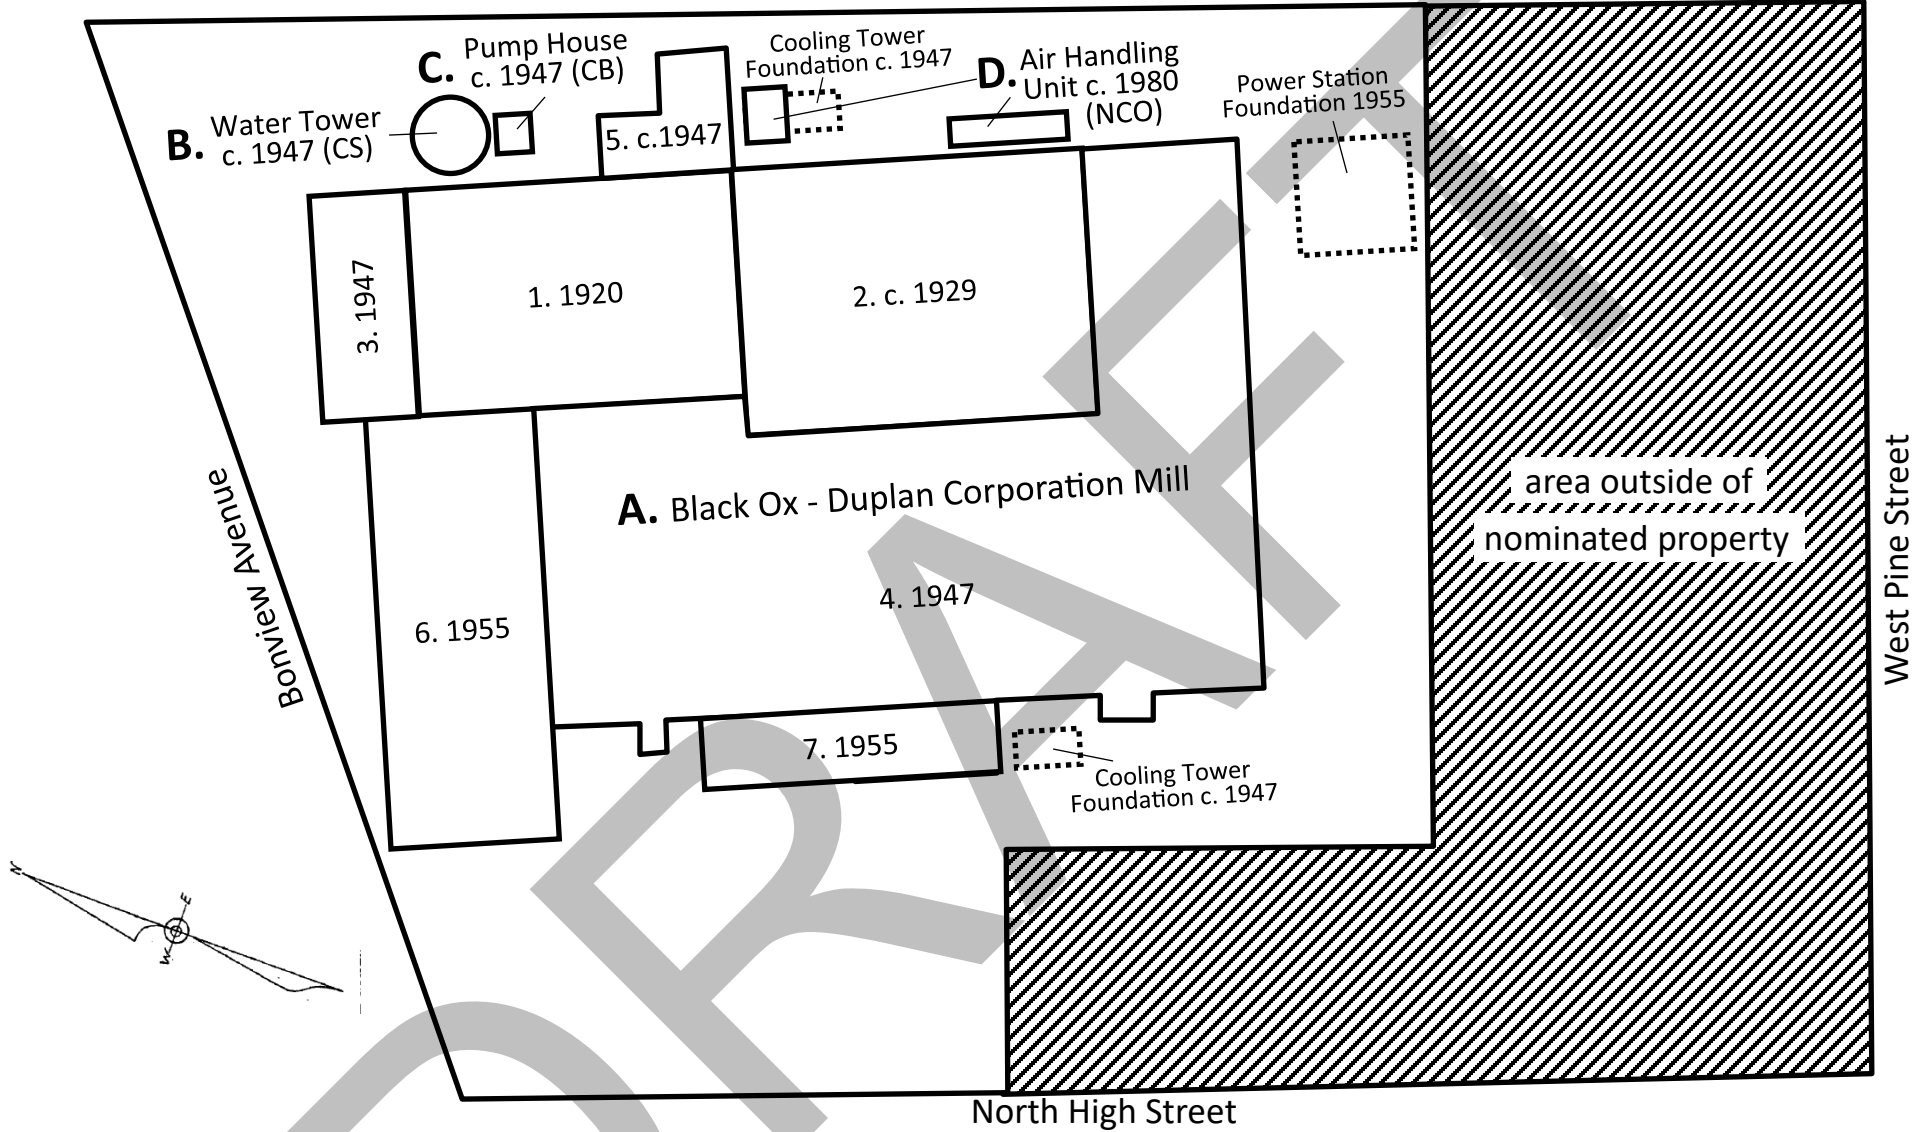 C. Pump House
c. 1947 (CB)
Cooling Tower
Foundation c. 1947
D. Air Handling
Unit c. 1980
(NCO)
Power Station
Foundation 1955
B. Water Tower
c. 1947 (CS)
5. c.1947
3. 1947
1. 1920
2. c. 1929
A. Black Ox - Duplan Corporation Mill
4. 1947
6. 1955
7. 1955
Cooling Tower
Foundation c. 1947
area outside of
nominated property
Bonview Avenue
West Pine Street
North High Street
N
E
W
DRAFT